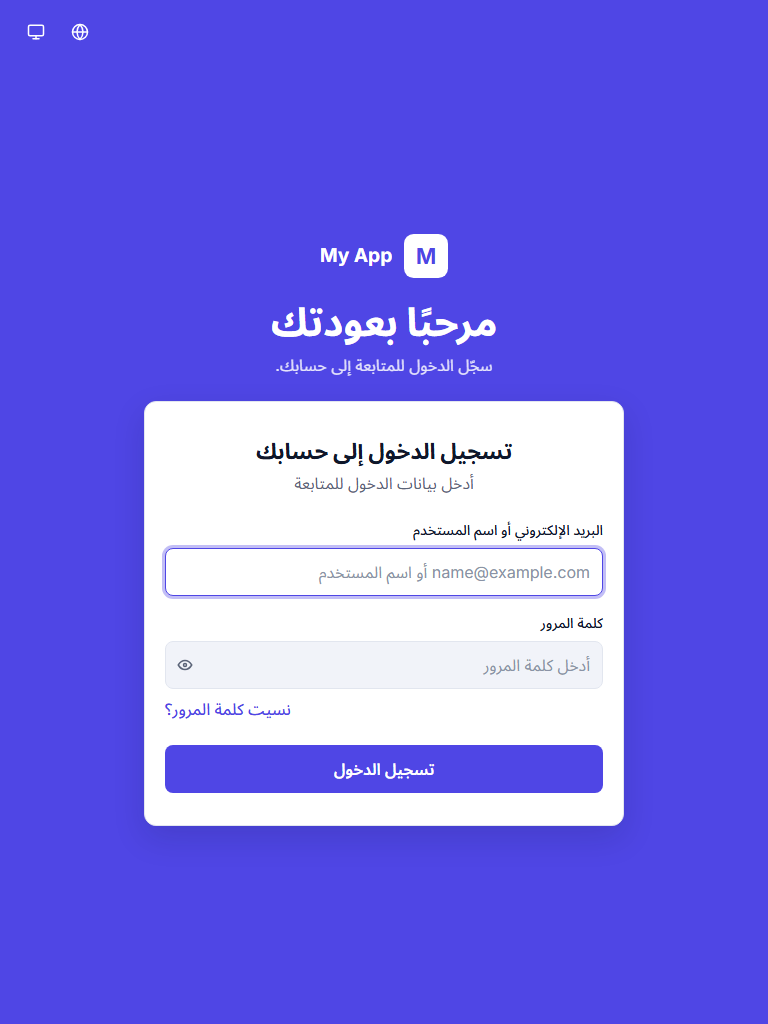 M
My App
مرحبًا بعودتك
سجّل الدخول للمتابعة إلى حسابك.
تسجيل الدخول إلى حسابك
أدخل بيانات الدخول للمتابعة
البريد الإلكتروني أو اسم المستخدم
name@example.com أو اسم المستخدم
كلمة المرور
أدخل كلمة المرور
نسيت كلمة المرور؟
تسجيل الدخول